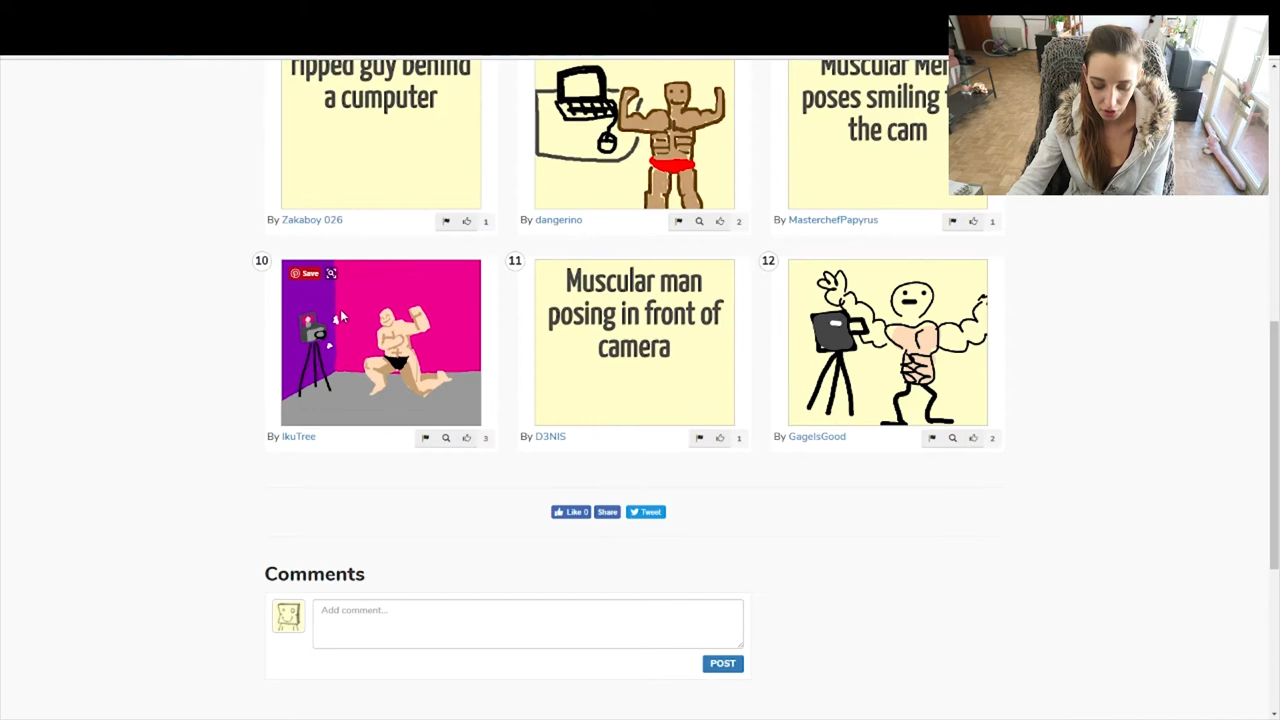 ripped guy behind
a cumputer
Muscular Men
poses smiling
the cam
By Zakaboy 026
1
By dangerino
2
By MasterchefPapyrus
1
10
Save
11
Muscular man
posing in front of
camera
12
By IkuTree
3
By D3NIS
1
By GageIsGood
2
Like 0
Share
Tweet
Comments
Add comment...
POST